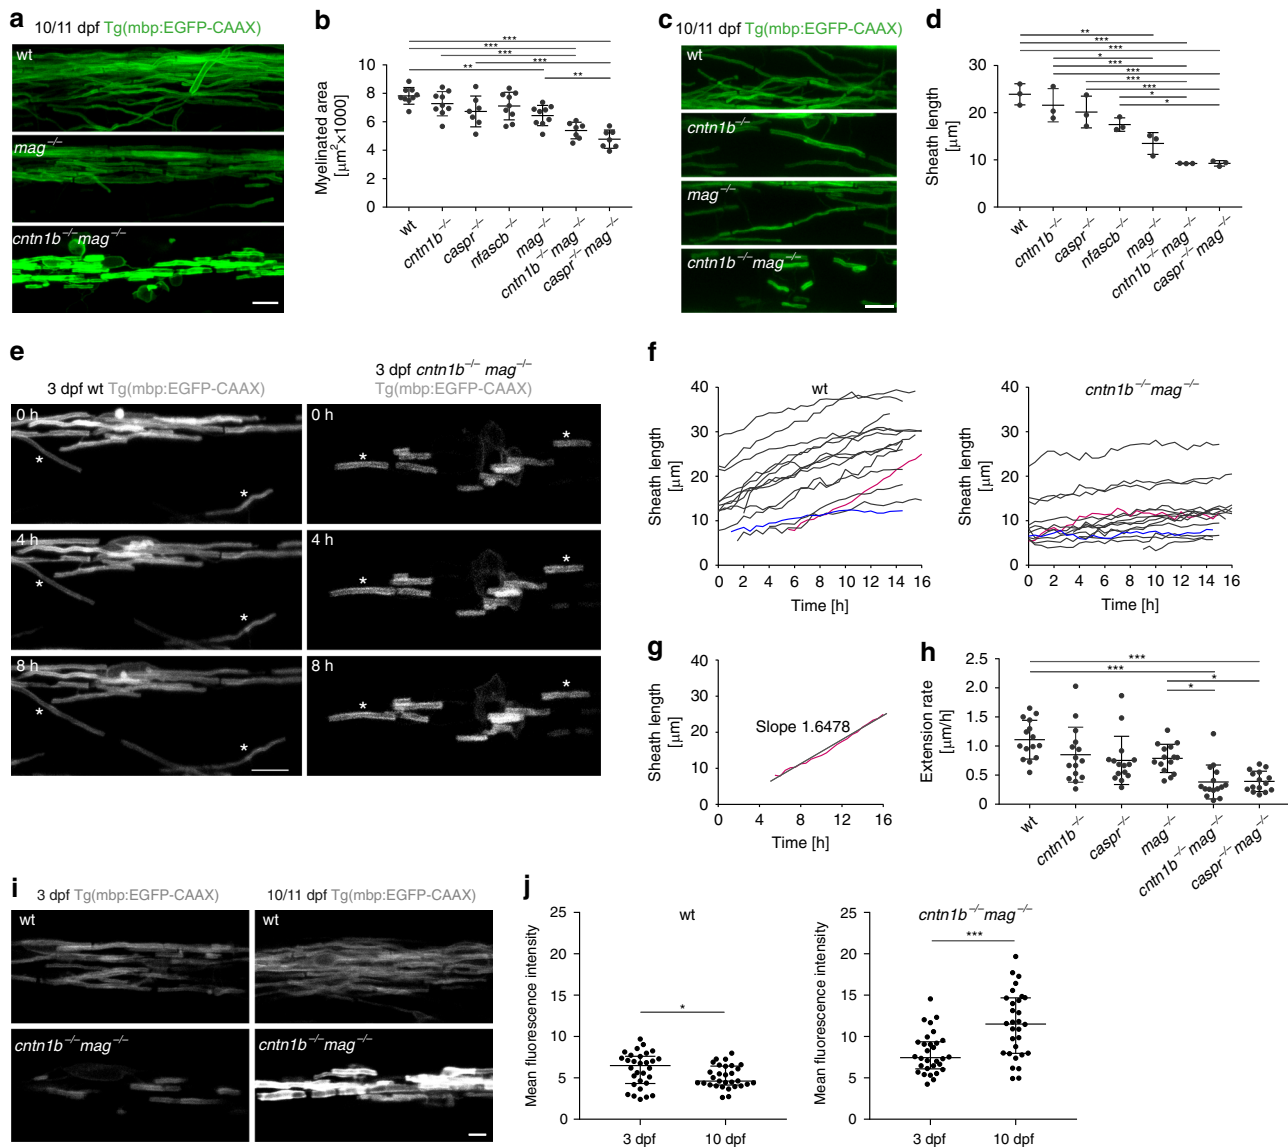 a
10/11 dpf Tg(mbp:EGFP-CAAX)
wt
mag−/−
cntn1b−/−mag−/−
b
Myelinated area
[μm²×1000]
10
8
6
4
2
0
***
***
***
***
**
**
wt
cntn1b−/−
caspr−/−
nfascb−/−
mag−/−
cntn1b−/−mag−/−
caspr−/−mag−/−
c
10/11 dpf Tg(mbp:EGFP-CAAX)
wt
cntn1b−/−
mag−/−
cntn1b−/−mag−/−
d
Sheath length
[μm]
30
20
10
0
**
***
***
*
***
***
***
*
*
wt
cntn1b−/−
caspr−/−
nfascb−/−
mag−/−
cntn1b−/−mag−/−
caspr−/−mag−/−
e
3 dpf wt Tg(mbp:EGFP-CAAX)
0 h
*
*
4 h
*
*
8 h
*
*
3 dpf cntn1b−/− mag−/−
Tg(mbp:EGFP-CAAX)
0 h
*
*
4 h
*
*
8 h
*
*
f
wt
Sheath length
[μm]
40
30
20
10
0
0 2 4 6 8 10 12 14 16
Time [h]
cntn1b−/−mag−/−
Sheath length
[μm]
40
30
20
10
0
0 2 4 6 8 10 12 14 16
Time [h]
g
Sheath length
[μm]
40
30
20
10
0
Slope 1.6478
0 4 8 12 16
Time [h]
h
Extension rate
[μm/h]
2.5
2.0
1.5
1.0
0.5
0
***
***
*
*
wt
cntn1b−/−
caspr−/−
mag−/−
cntn1b−/−mag−/−
caspr−/−mag−/−
i
3 dpf Tg(mbp:EGFP-CAAX)
wt
cntn1b−/−mag−/−
10/11 dpf Tg(mbp:EGFP-CAAX)
wt
cntn1b−/−mag−/−
j
wt
Mean fluorescence intensity
25
20
15
10
5
0
*
3 dpf 10 dpf
cntn1b−/−mag−/−
Mean fluorescence intensity
25
20
15
10
5
0
***
3 dpf 10 dpf